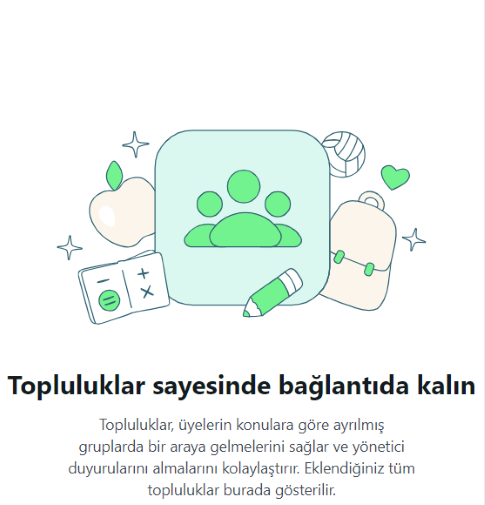 Topluluklar sayesinde bağlantıda kalın
Topluluklar, üyelerin konulara göre ayrılmış
gruplarda bir araya gelmelerini sağlar ve yönetici
duyurularını almalarını kolaylaştırır. Eklendiğiniz tüm
topluluklar burada gösterilir.